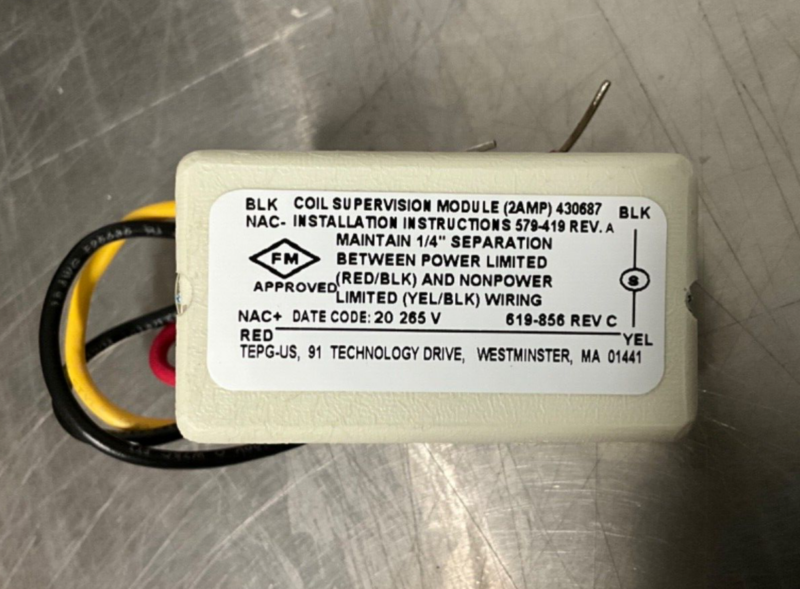 BLK COIL SUPERVISION MODULE (2AMP) 430687 BLK
NAC- INSTALLATION INSTRUCTIONS 579-419 REV. A
MAINTAIN 1/4" SEPARATION
FM BETWEEN POWER LIMITED
APPROVED (RED/BLK) AND NONPOWER
S
LIMITED (YEL/BLK) WIRING
NAC+ DATE CODE: 20 265 V 619-856 REV C
RED YEL
TEPG-US, 91 TECHNOLOGY DRIVE, WESTMINSTER, MA 01441